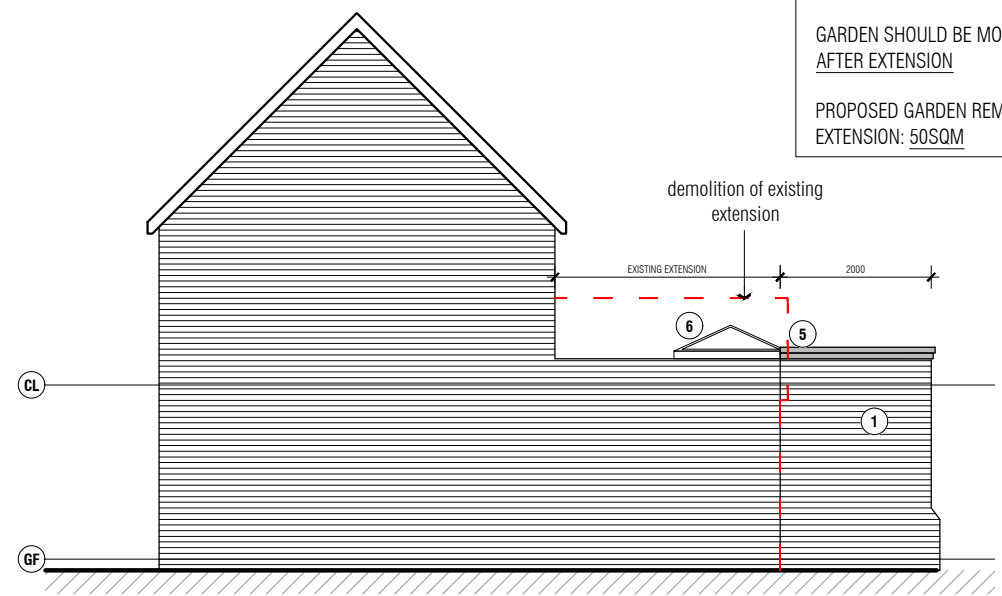 GARDEN SHOULD BE MO
AFTER EXTENSION
PROPOSED GARDEN REM
EXTENSION: 50SQM
demolition of existing
extension
EXISTING EXTENSION
2000
6
5
CL
1
GF